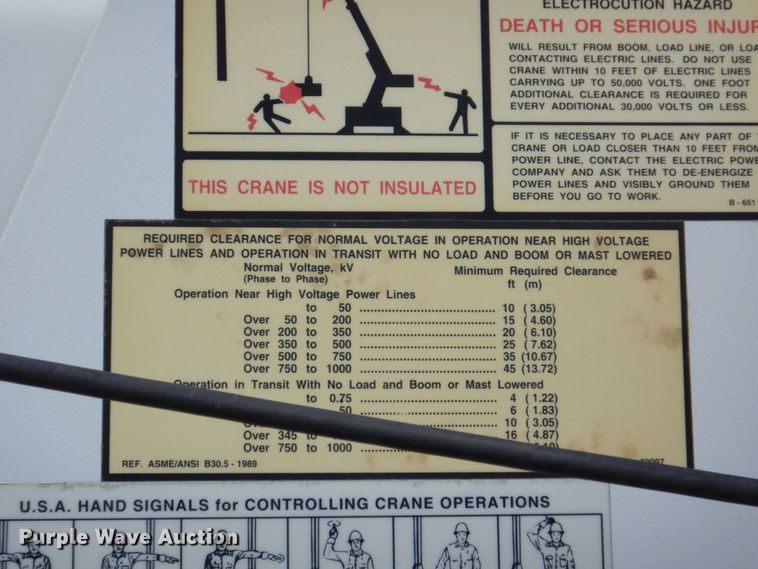 ELECTROCUTION HAZARD
DEATH OR SERIOUS INJUR
WILL RESULT FROM BOOM, LOAD LINE, OR LOA
CONTACTING ELECTRIC LINES. DO NOT USE
CRANE WITHIN 10 FEET OF ELECTRIC LINES
CARRYING UP TO 50,000 VOLTS. ONE FOOT
ADDITIONAL CLEARANCE IS REQUIRED FOR
EVERY ADDITIONAL 30,000 VOLTS OR LESS.
IF IT IS NECESSARY TO PLACE ANY PART OF
CRANE OR LOAD CLOSER THAN 10 FEET FROM
POWER LINE, CONTACT THE ELECTRIC POWE
COMPANY AND ASK THEM TO DE-ENERGIZE
POWER LINES AND VISIBLY GROUND THEM
BEFORE YOU GO TO WORK.
B - 651
THIS CRANE IS NOT INSULATED
REQUIRED CLEARANCE FOR NORMAL VOLTAGE IN OPERATION NEAR HIGH VOLTAGE
POWER LINES AND OPERATION IN TRANSIT WITH NO LOAD AND BOOM OR MAST LOWERED
Normal Voltage, kV Minimum Required Clearance
(Phase to Phase) ft (m)
Operation Near High Voltage Power Lines
to 50 ........ 10 ( 3.05)
Over 50 to 200 ........ 15 ( 4.60)
Over 200 to 350 ........ 20 ( 6.10)
Over 350 to 500 ........ 25 ( 7.62)
Over 500 to 750 ........ 35 (10.67)
Over 750 to 1000 ........ 45 (13.72)
Operation in Transit With No Load and Boom or Mast Lowered
to 0.75 ........ 4 ( 1.22)
50 ........ 6 ( 1.83)
10 ( 3.05)
Over 345 to 16 ( 4.87)
Over 750 to 1000 ........
REF. ASME/ANSI B30.5 - 1989
U.S.A. HAND SIGNALS for CONTROLLING CRANE OPERATIONS
Purple Wave Auction